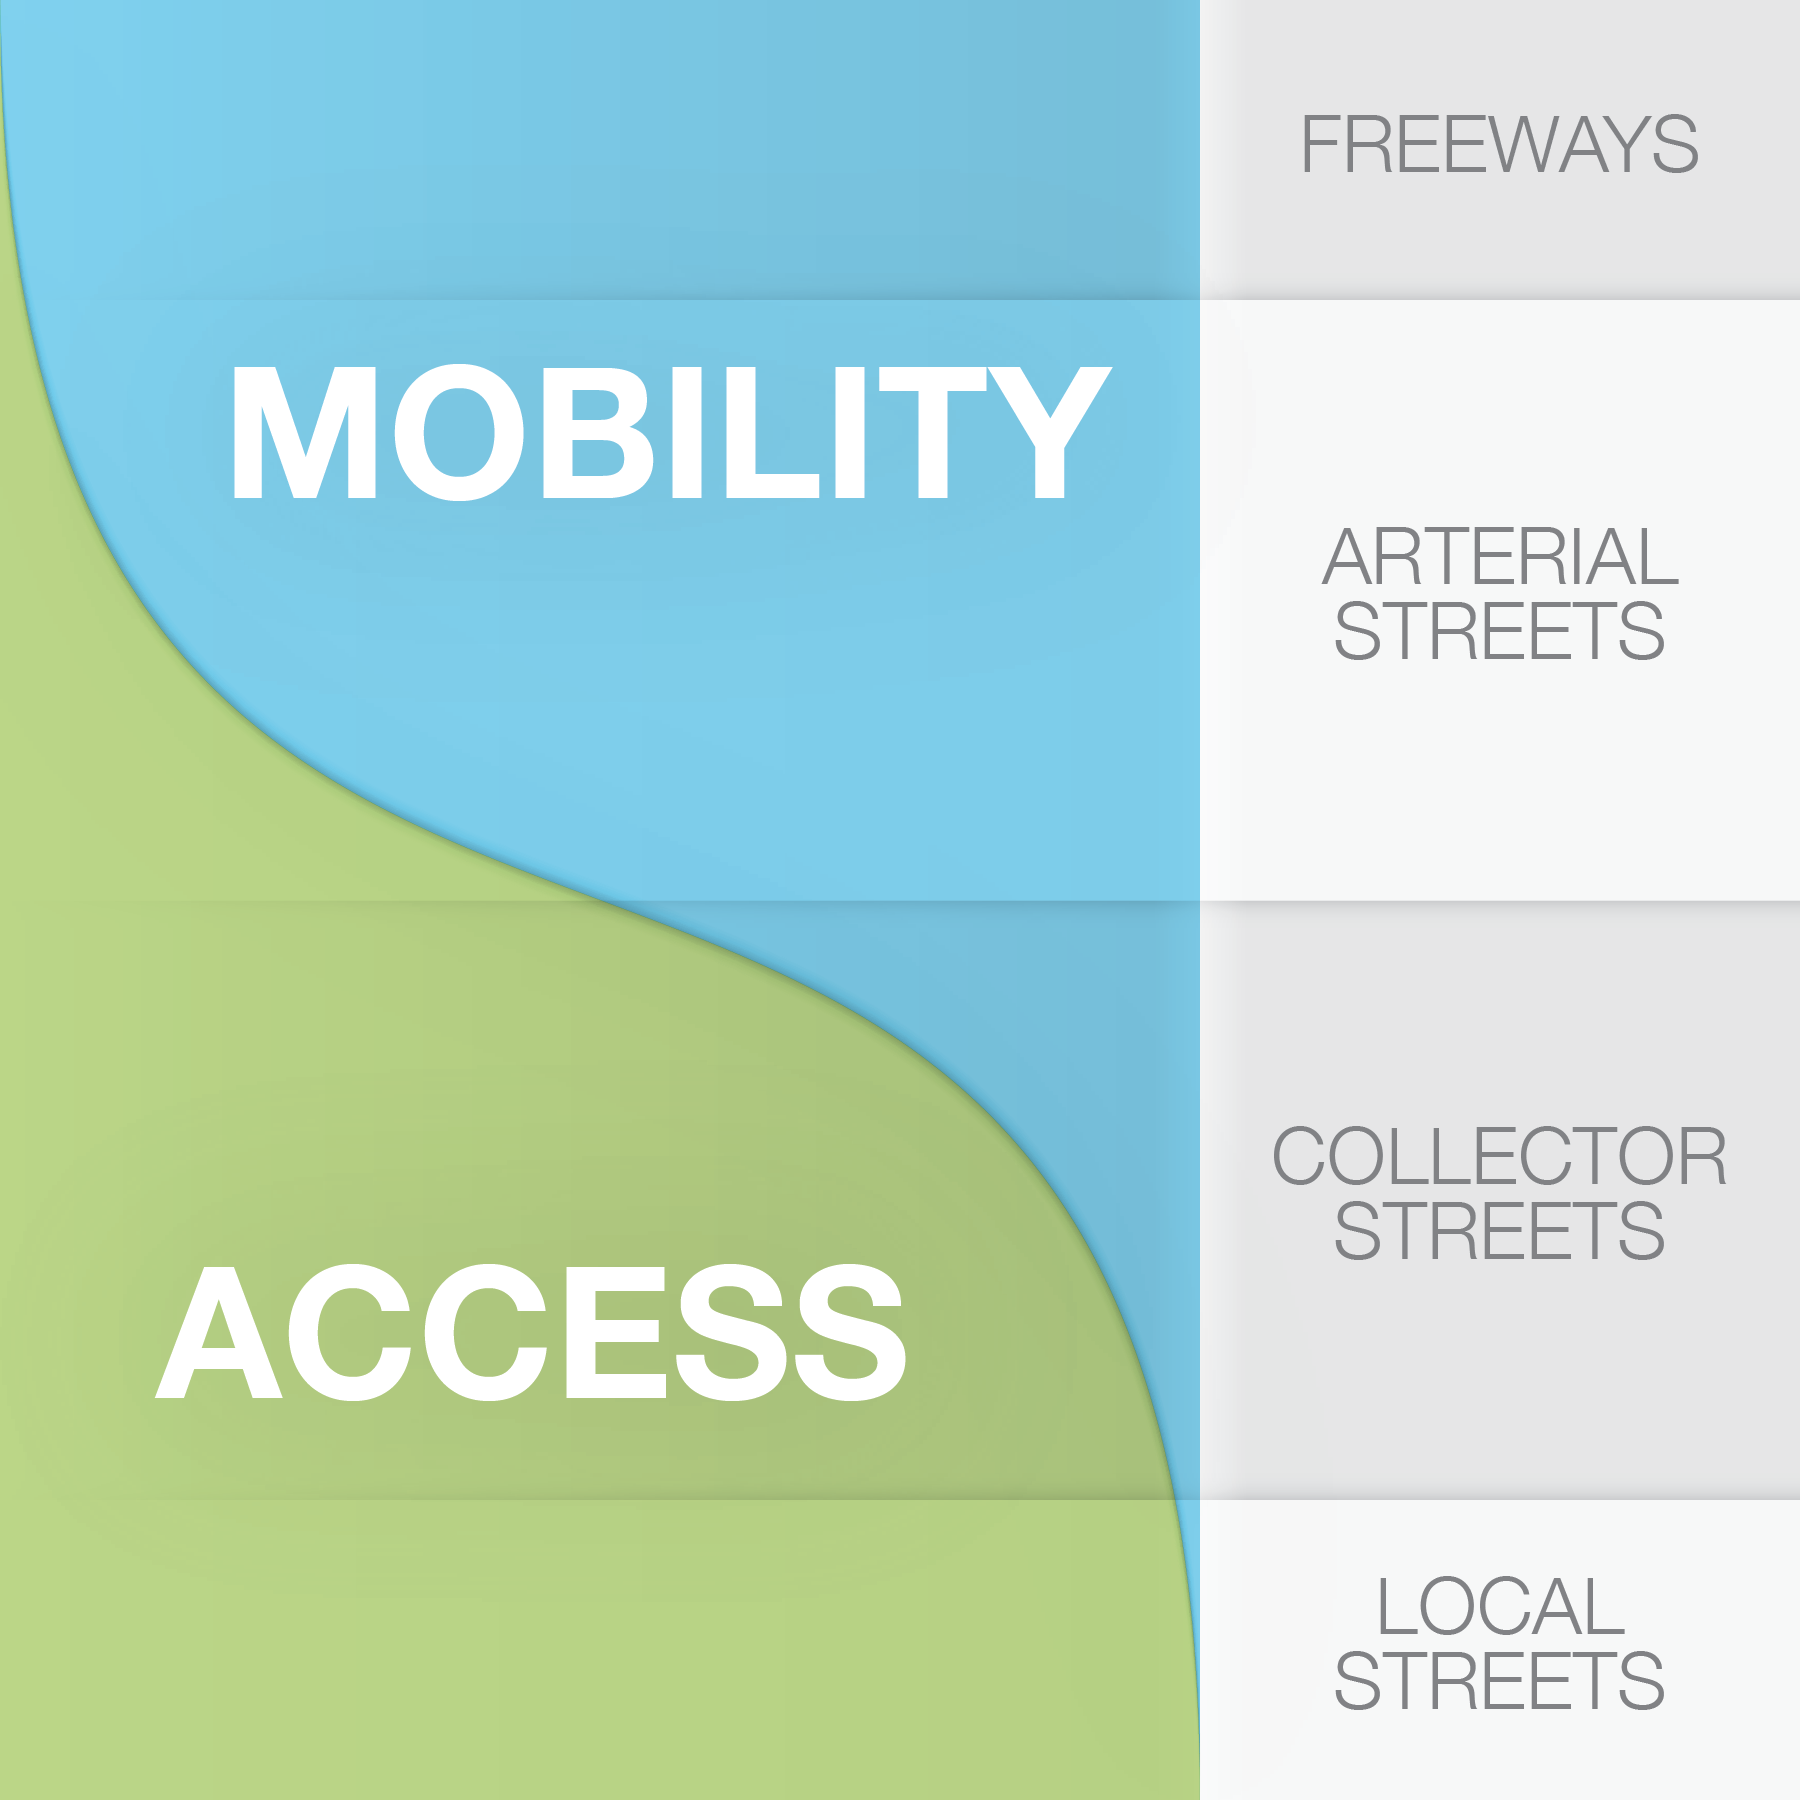 FREEWAYS
MOBILITY
ARTERIAL
STREETS
COLLECTOR
STREETS
ACCESS
LOCAL
STREETS